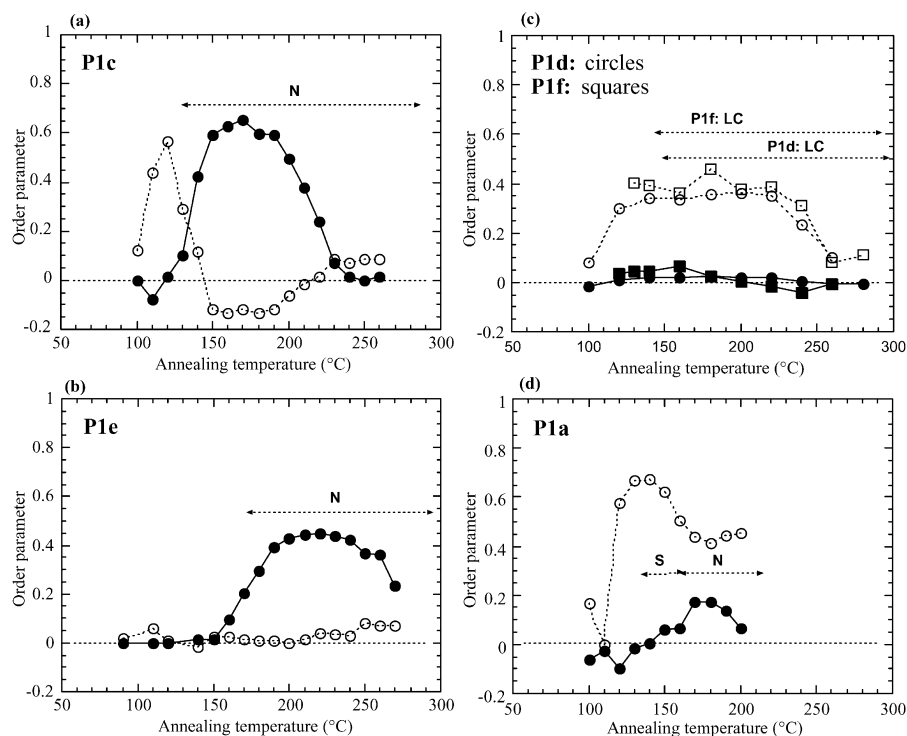 (a)
P1c
N
Order parameter
1
0.8
0.6
0.4
0.2
0
-0.2
50 100 150 200 250 300
Annealing temperature (°C)
(c)
P1d: circles
P1f: squares
P1f: LC
P1d: LC
Order parameter
1
0.8
0.6
0.4
0.2
0
-0.2
50 100 150 200 250 300
Annealing temperature (°C)
(b)
P1e
N
Order parameter
1
0.8
0.6
0.4
0.2
0
-0.2
50 100 150 200 250 300
Annealing temperature (°C)
(d)
P1a
S N
Order parameter
1
0.8
0.6
0.4
0.2
0
-0.2
50 100 150 200 250 300
Annealing temperature (°C)